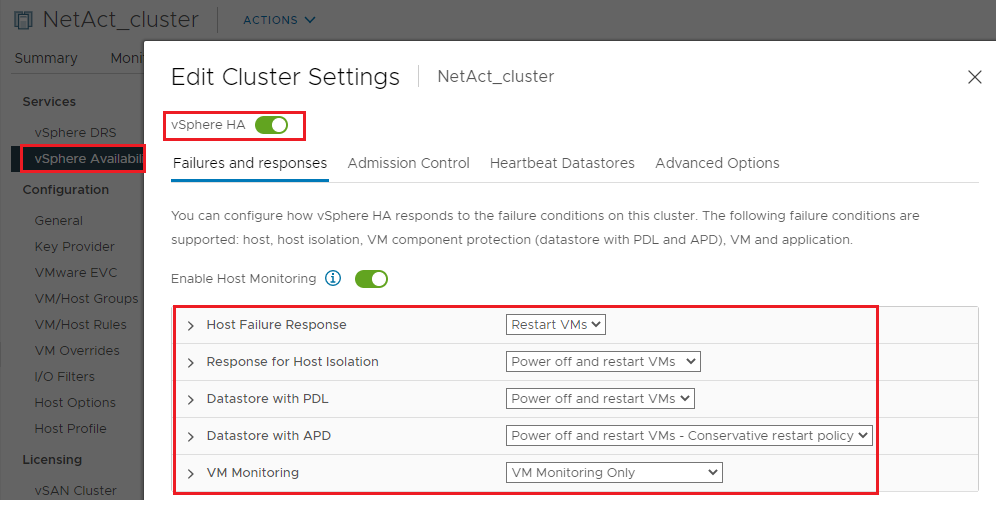 NetAct_cluster
ACTIONS
Summary
Moni
Services
vSphere DRS
vSphere Availabili
Configuration
General
Key Provider
VMware EVC
VM/Host Groups
VM/Host Rules
VM Overrides
I/O Filters
Host Options
Host Profile
Licensing
vSAN Cluster
Edit Cluster Settings
NetAct_cluster
vSphere HA
Failures and responses
Admission Control
Heartbeat Datastores
Advanced Options
You can configure how vSphere HA responds to the failure conditions on this cluster. The following failure conditions are
supported: host, host isolation, VM component protection (datastore with PDL and APD), VM and application.
Enable Host Monitoring
Host Failure Response Restart VMs
Response for Host Isolation Power off and restart VMs
Datastore with PDL Power off and restart VMs
Datastore with APD Power off and restart VMs - Conservative restart policy
VM Monitoring VM Monitoring Only